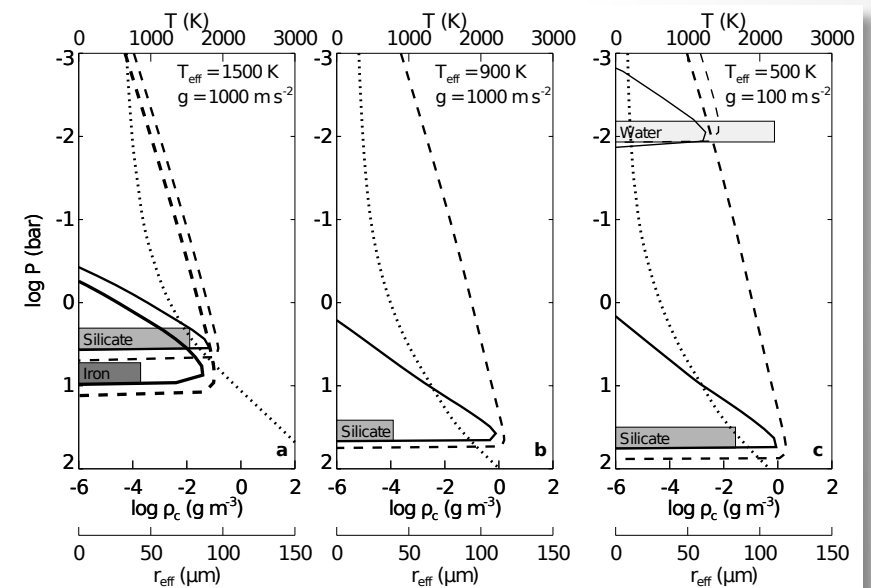 T (K)
0 1000 2000 3000
T (K)
0 1000 2000 3000
T (K)
0 1000 2000 3000
log P (bar)
-3
-2
-1
0
1
2
T_eff = 1500 K
g = 1000 m s⁻²
Silicate
Iron
a
-6 -4 -2 0 2
log ρ_c (g m⁻³)
0 50 100 150
r_eff (μm)
-3
-2
-1
0
1
2
T_eff = 900 K
g = 1000 m s⁻²
Silicate
b
-6 -4 -2 0 2
log ρ_c (g m⁻³)
0 50 100 150
r_eff (μm)
-3
-2
-1
0
1
2
T_eff = 500 K
g = 100 m s⁻²
Water
Silicate
c
-6 -4 -2 0 2
log ρ_c (g m⁻³)
0 50 100 150
r_eff (μm)